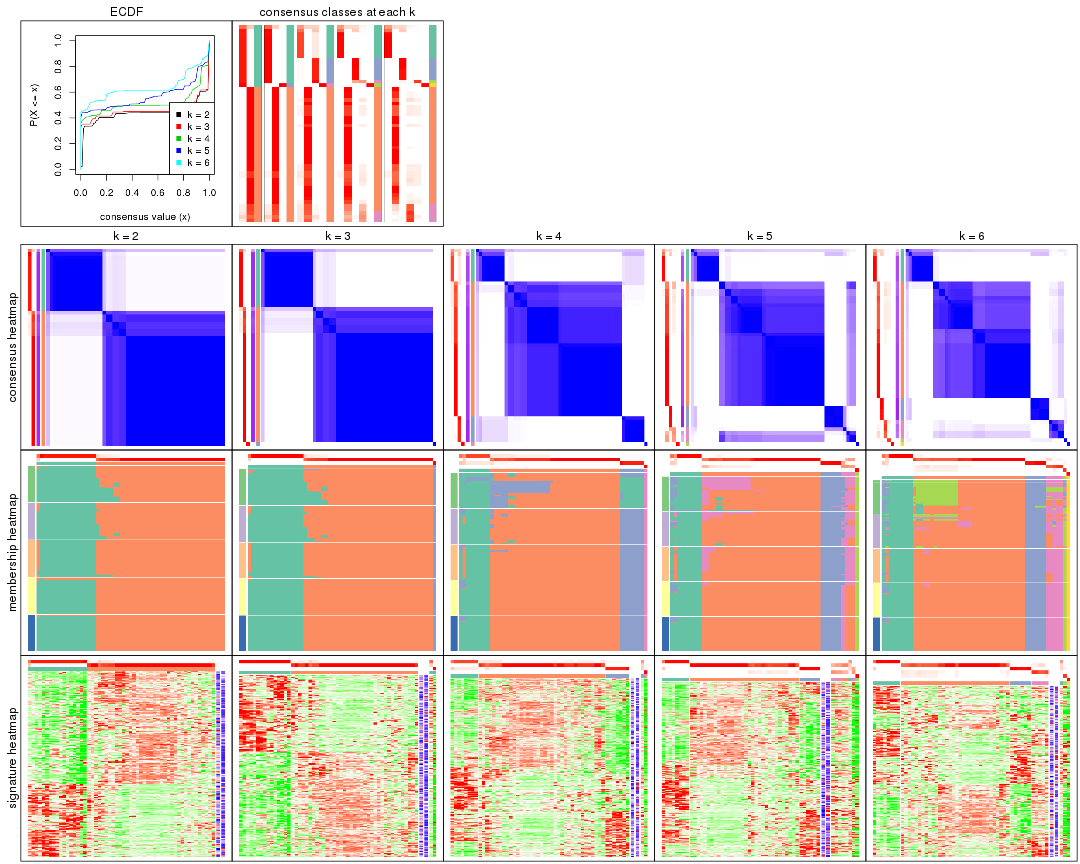 ECDF
consensus classes at each k
P(X <= x)
0.0 0.2 0.4 0.6 0.8 1.0
k = 2
k = 3
k = 4
k = 5
k = 6
0.0 0.2 0.4 0.6 0.8 1.0
consensus value (x)
k = 2
k = 3
k = 4
k = 5
k = 6
consensus heatmap
membership heatmap
signature heatmap